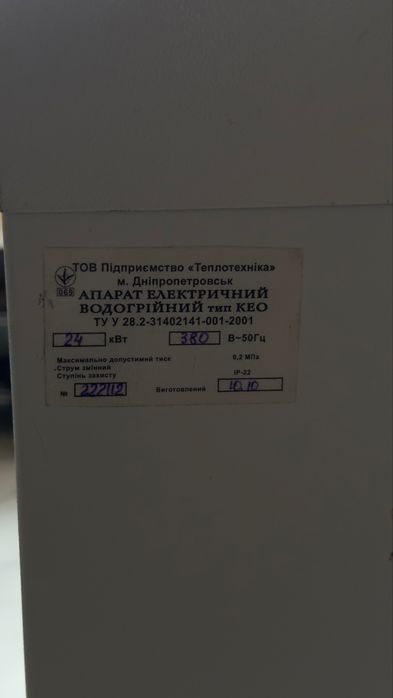 ТОВ Підприємство «Теплотехніка»
м. Дніпропетровськ
065
АПАРАТ ЕЛЕКТРИЧНИЙ
ВОДОГРІЙНИЙ тип КЕО
ТУ У 28.2-31402141-001-2001
24 кВт 380 В~50Гц
Максимально допустимий тиск 0,2 МПа
Струм змінний
Ступінь захисту IP-22
№ 222112 Виготовлений 10.10